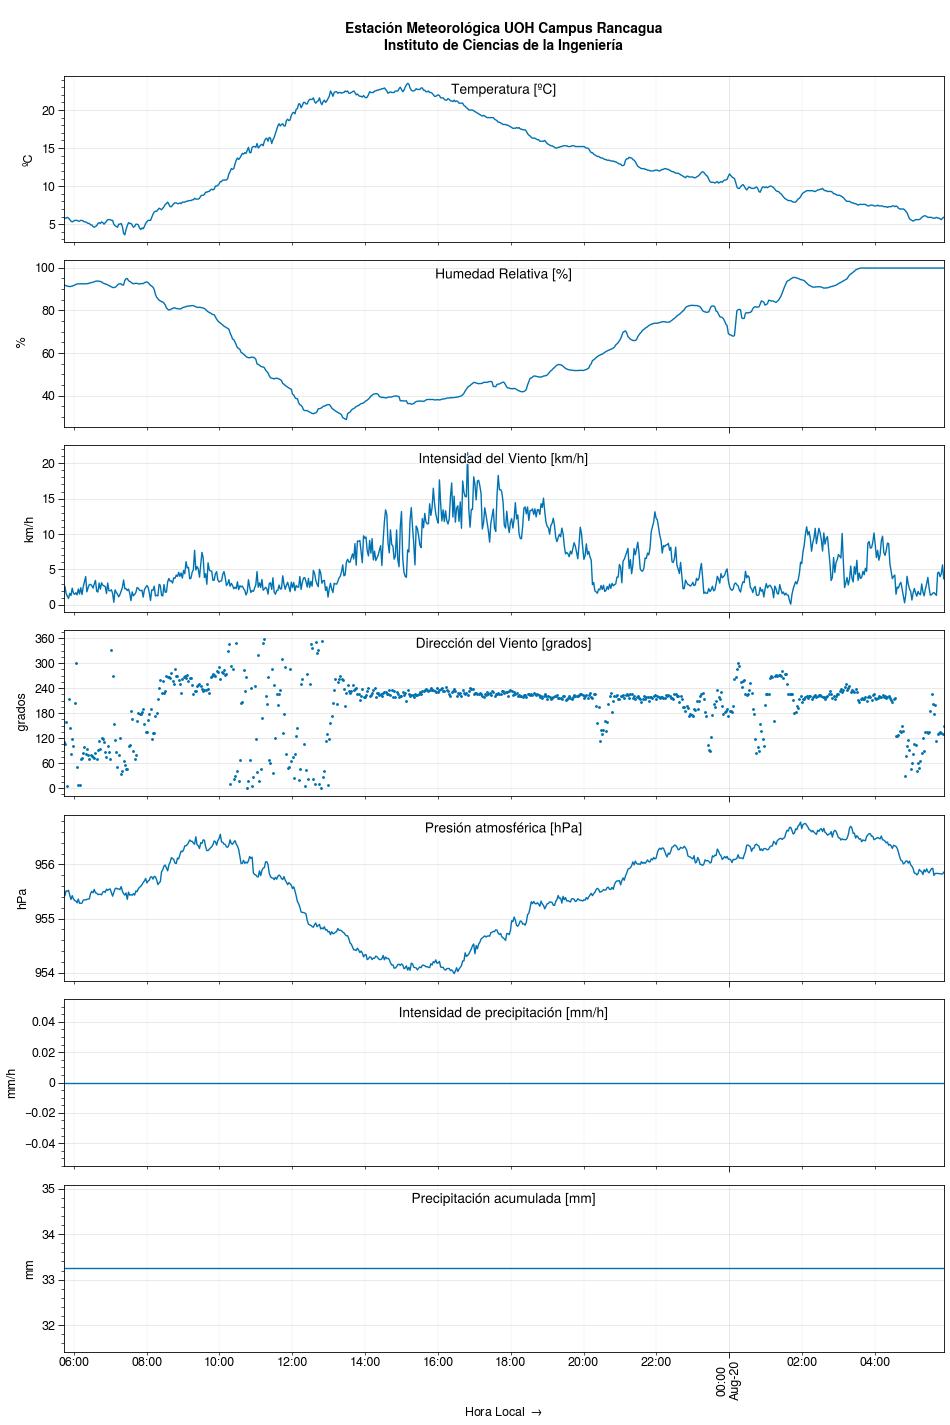 Estación Meteorológica UOH Campus Rancagua
Instituto de Ciencias de la Ingeniería
Temperatura [ºC]
ºC
20
15
10
5
Humedad Relativa [%]
%
100
80
60
40
Intensidad del Viento [km/h]
km/h
20
15
10
5
0
Dirección del Viento [grados]
grados
360
300
240
180
120
60
0
Presión atmosférica [hPa]
hPa
956
955
954
Intensidad de precipitación [mm/h]
mm/h
0.04
0.02
0
−0.02
−0.04
Precipitación acumulada [mm]
mm
35
34
33
32
06:00 08:00 10:00 12:00 14:00 16:00 18:00 20:00 22:00 00:00 02:00 04:00
Aug-20
Hora Local →